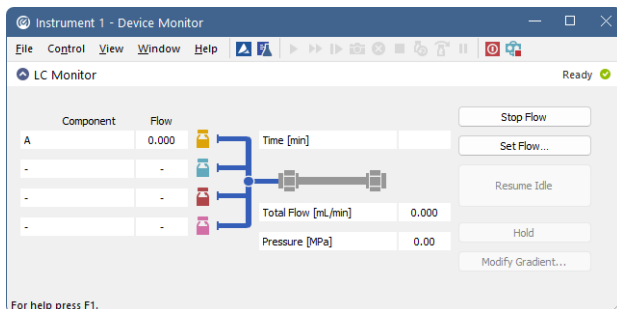 Instrument 1 - Device Monitor
File Control View Window Help
LC Monitor Ready
Component Flow
Stop Flow
A 0.000 Time [min]
Set Flow...
- -
Resume Idle
- -
Total Flow [mL/min] 0.000
- -
Hold
Pressure [MPa] 0.00
Modify Gradient...
For help press F1.